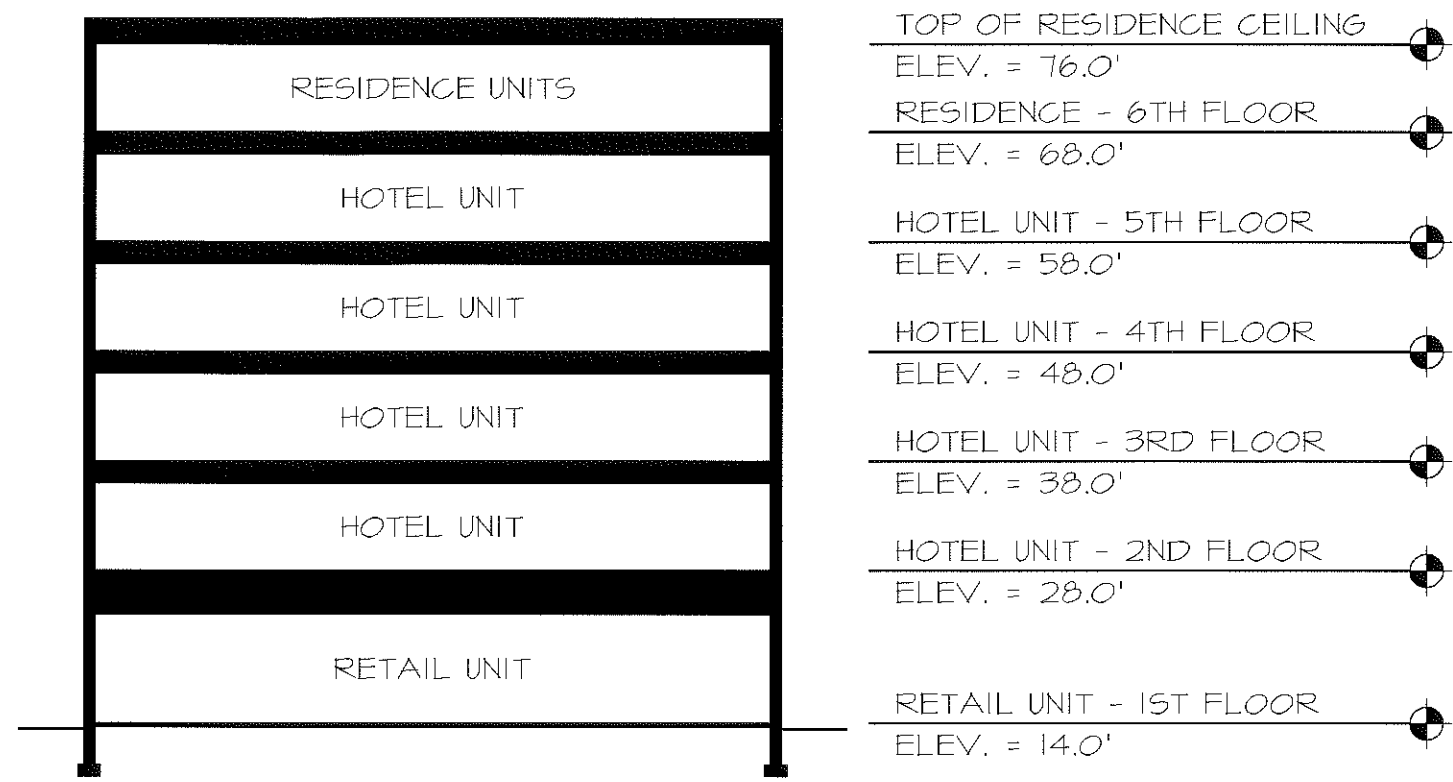 RESIDENCE UNITS
HOTEL UNIT
HOTEL UNIT
HOTEL UNIT
HOTEL UNIT
RETAIL UNIT
TOP OF RESIDENCE CEILING
ELEV. = 76.0'
RESIDENCE - 6TH FLOOR
ELEV. = 68.0'
HOTEL UNIT - 5TH FLOOR
ELEV. = 58.0'
HOTEL UNIT - 4TH FLOOR
ELEV. = 48.0'
HOTEL UNIT - 3RD FLOOR
ELEV. = 38.0'
HOTEL UNIT - 2ND FLOOR
ELEV. = 28.0'
RETAIL UNIT - 1ST FLOOR
ELEV. = 14.0'